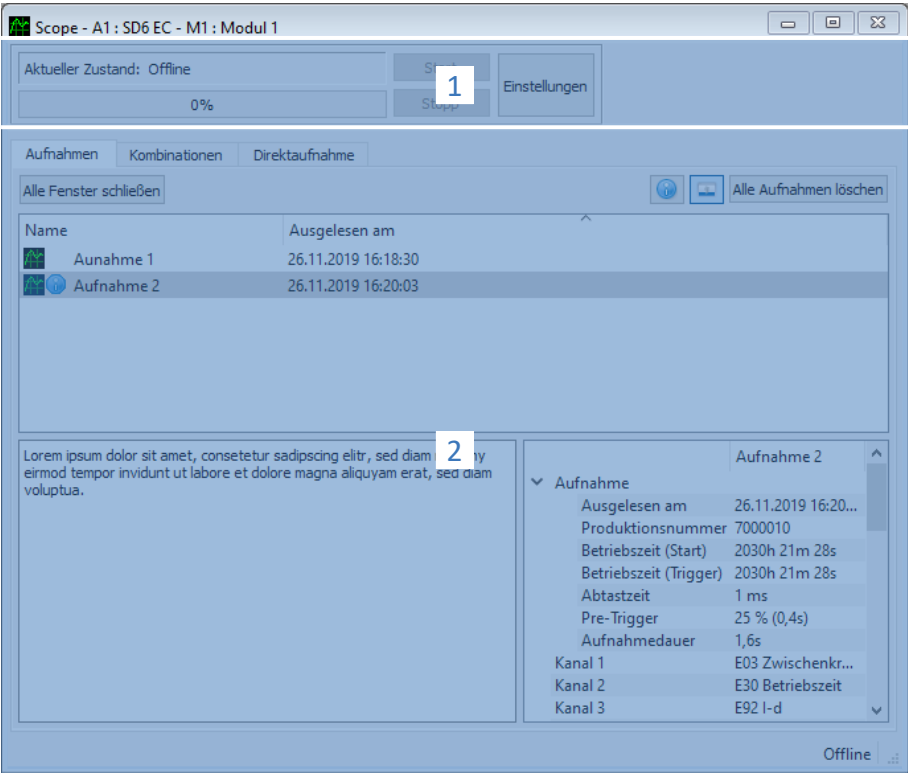 Scope - A1 : SD6 EC - M1 : Modul 1
Aktueller Zustand: Offline
1
Einstellungen
0%
Aufnahmen Kombinationen Direktaufnahme
Alle Fenster schließen
Alle Aufnahmen löschen
Name Ausgelesen am
Aunahme 1 26.11.2019 16:18:30
Aufnahme 2 26.11.2019 16:20:03
2
Lorem ipsum dolor sit amet, consetetur sadipscing elitr, sed diam
eirmod tempor invidunt ut labore et dolore magna aliquyam erat, sed diam
voluptua.
Aufnahme 2
Aufnahme
Ausgelesen am 26.11.2019 16:20...
Produktionsnummer 7000010
Betriebszeit (Start) 2030h 21m 28s
Betriebszeit (Trigger) 2030h 21m 28s
Abtastzeit 1 ms
Pre-Trigger 25 % (0,4s)
Aufnahmedauer 1,6s
Kanal 1 E03 Zwischenkr...
Kanal 2 E30 Betriebszeit
Kanal 3 E92 I-d
Offline